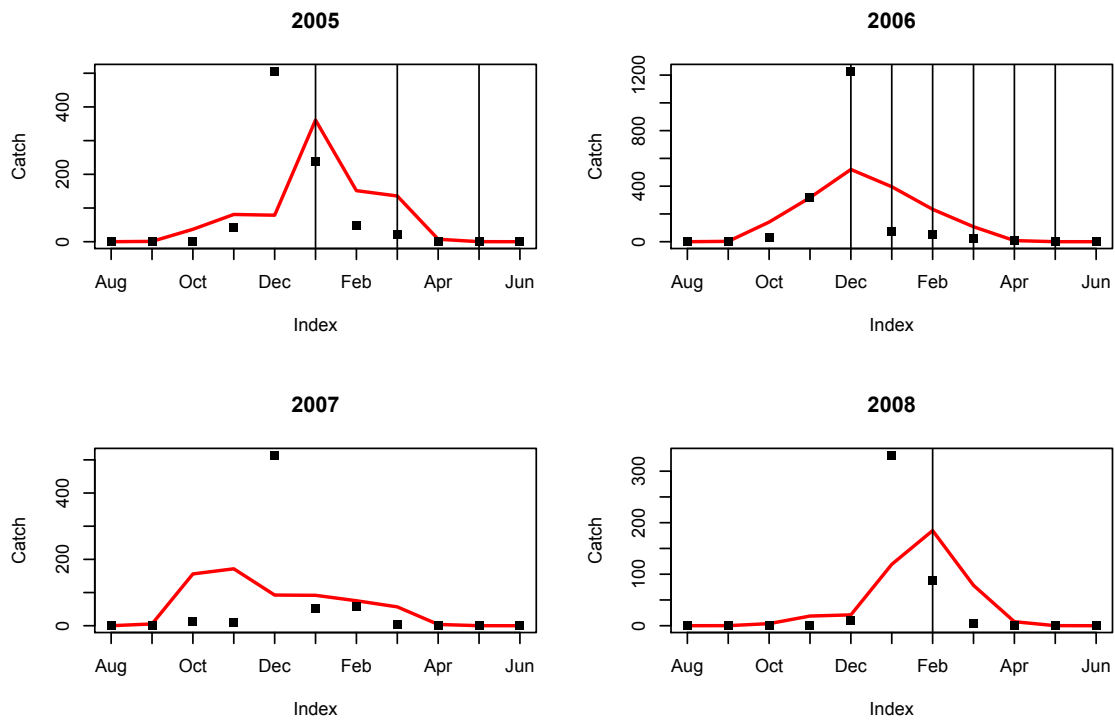 2005
Catch
0 200 400
Aug Oct Dec Feb Apr Jun
Index
2006
Catch
0 400 800 1200
Aug Oct Dec Feb Apr Jun
Index
2007
Catch
0 200 400
Aug Oct Dec Feb Apr Jun
Index
2008
Catch
0 100 200 300
Aug Oct Dec Feb Apr Jun
Index